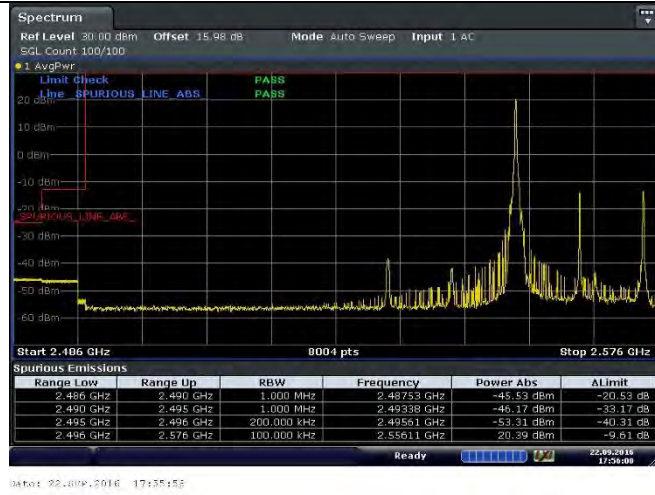 Spectrum
Ref Level 30.00 dBm Offset 15.98 dB Mode Auto Sweep Input 1 AC
SGL Count 100/100
1 AvgPwr
Limit Check PASS
Line _SPURIOUS_LINE_ABS_ PASS
20 dBm
10 dBm
0 dBm
-10 dBm
-20 dBm
_SPURIOUS_LINE_ABS_
-30 dBm
-40 dBm
-50 dBm
-60 dBm
Start 2.486 GHz 8004 pts Stop 2.576 GHz
Spurious Emissions
Range Low Range Up RBW Frequency Power Abs ΔLimit
2.486 GHz 2.490 GHz 1.000 MHz 2.48753 GHz -45.53 dBm -20.53 dB
2.490 GHz 2.495 GHz 1.000 MHz 2.49338 GHz -46.17 dBm -33.17 dB
2.495 GHz 2.496 GHz 200.000 kHz 2.49561 GHz -53.31 dBm -40.31 dB
2.496 GHz 2.576 GHz 100.000 kHz 2.55611 GHz 20.39 dBm -9.61 dB
Ready 22.09.2016
Date: 22.SEP.2016